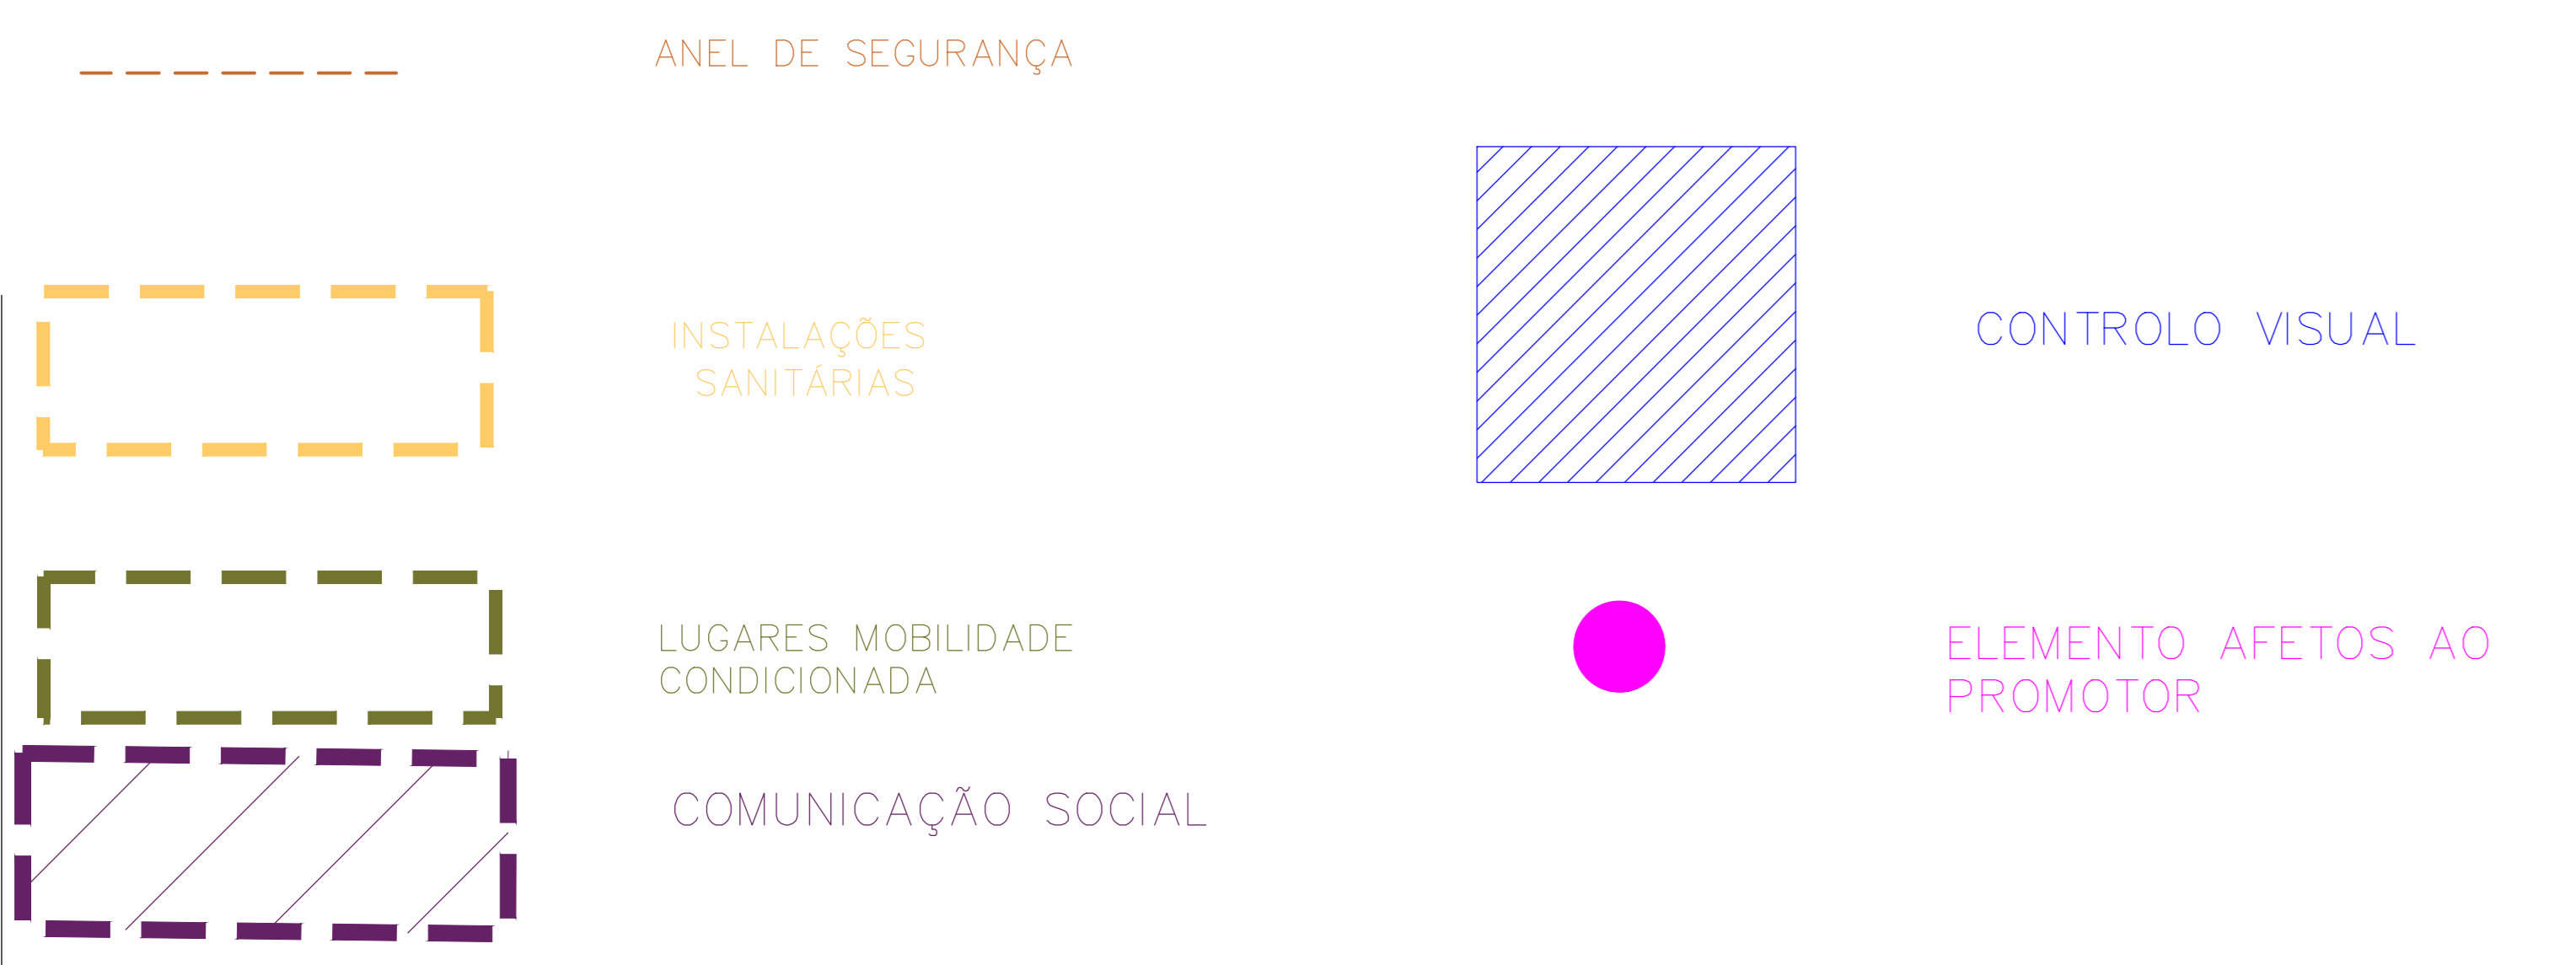 ANEL DE SEGURANÇA
INSTALAÇÕES
SANITÁRIAS
LUGARES MOBILIDADE
CONDICIONADA
COMUNICAÇÃO SOCIAL
CONTROLO VISUAL
ELEMENTO AFETOS AO
PROMOTOR